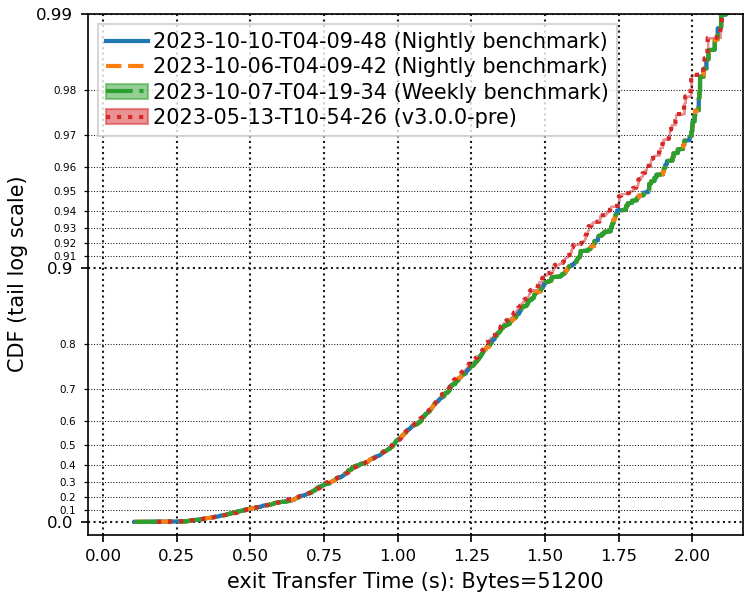 0.99
2023-10-10-T04-09-48 (Nightly benchmark)
2023-10-06-T04-09-42 (Nightly benchmark)
2023-10-07-T04-19-34 (Weekly benchmark)
2023-05-13-T10-54-26 (v3.0.0-pre)
0.98
0.97
0.96
0.95
0.94
0.93
0.92
0.91
0.9
0.8
0.7
0.6
0.5
0.4
0.3
0.2
0.1
0.0
CDF (tail log scale)
0.00 0.25 0.50 0.75 1.00 1.25 1.50 1.75 2.00
exit Transfer Time (s): Bytes=51200